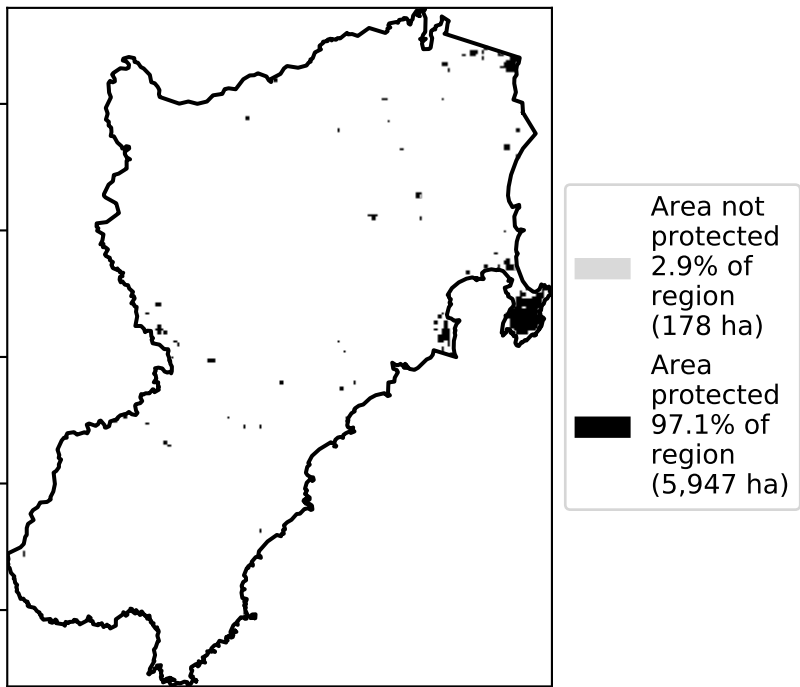 Area not
protected
2.9% of
region
(178 ha)
Area
protected
97.1% of
region
(5,947 ha)